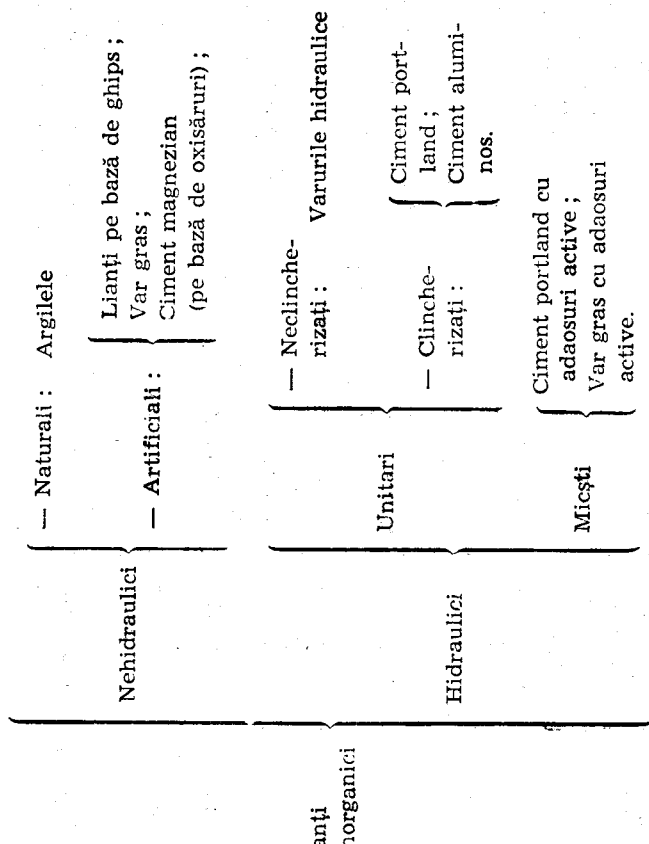 — Naturali : Argilele
Nehidraulici
— Artificiali :
Lianți pe bază de ghips ;
Var gras ;
Ciment magnezian
(pe bază de oxisăruri) ;
anți
norganici
Hidraulici
Unitari
— Neclinche-
rizați : Varurile hidraulice
— Clinche-
rizați :
Ciment port-
land ;
Ciment alumi-
nos.
Micști
Ciment portland cu
adaosuri active ;
Var gras cu adaosuri
active.